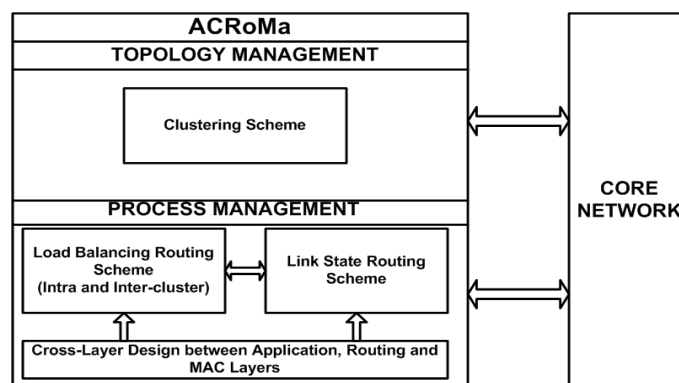 ACRoMa
TOPOLOGY MANAGEMENT
Clustering Scheme
PROCESS MANAGEMENT
Load Balancing Routing
Scheme
(Intra and Inter-cluster)
Link State Routing
Scheme
Cross-Layer Design between Application, Routing and
MAC Layers
CORE
NETWORK